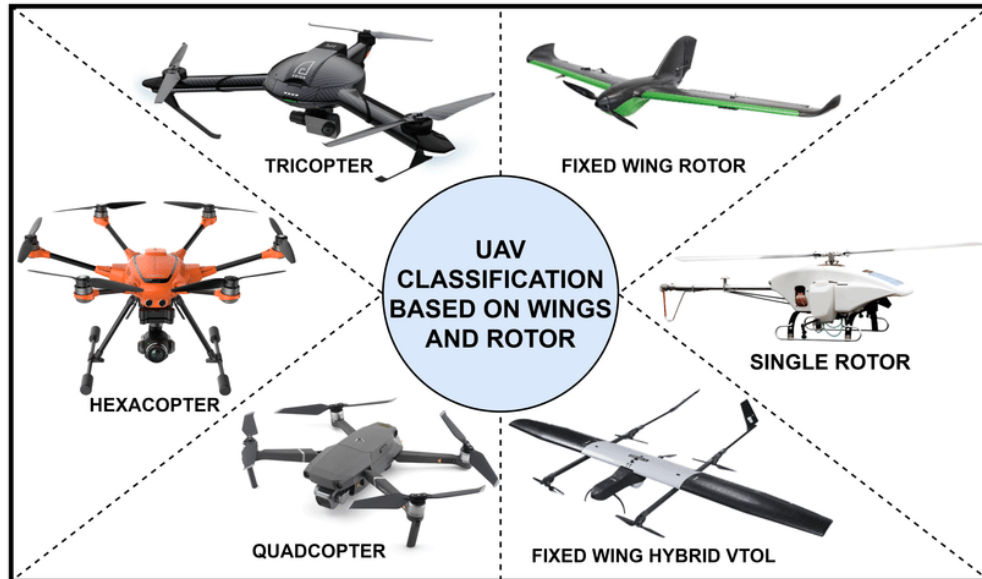 TRICOPTER
FIXED WING ROTOR
UAV
CLASSIFICATION
BASED ON WINGS
AND ROTOR
SINGLE ROTOR
HEXACOPTER
QUADCOPTER
FIXED WING HYBRID VTOL